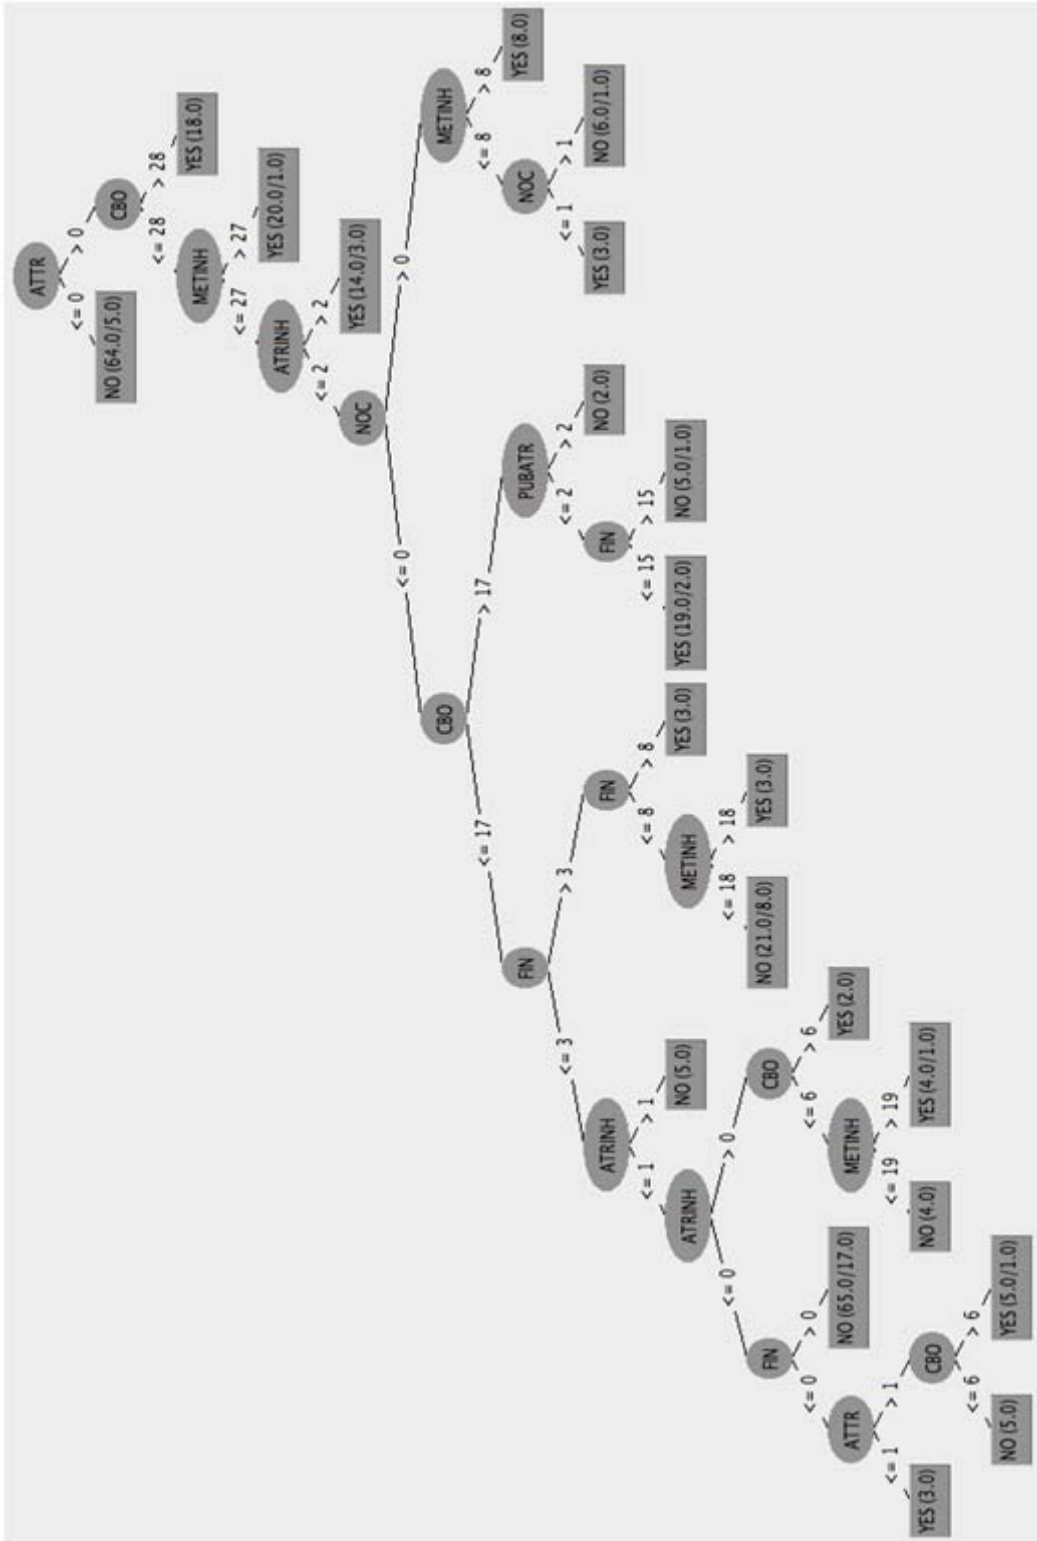 ATTR
<= 0
> 0
NO (64.0/5.0)
CBO
<= 28
> 28
METINH
YES (18.0)
<= 27
> 27
ATRINH
YES (20.0/1.0)
<= 2
> 2
NOC
YES (14.0/3.0)
<= 0
> 0
CBO
METINH
<= 17
> 17
<= 8
> 8
FIN
PUBATR
NOC
YES (8.0)
<= 3
> 3
<= 2
> 2
<= 1
> 1
ATRINH
FIN
FIN
NO (2.0)
YES (3.0)
NO (6.0/1.0)
<= 1
> 1
<= 8
> 8
<= 15
> 15
ATRINH
NO (5.0)
METINH
YES (3.0)
YES (19.0/2.0)
NO (5.0/1.0)
<= 0
> 0
<= 18
> 18
FIN
CBO
NO (21.0/8.0)
YES (3.0)
<= 0
> 0
<= 6
> 6
ATTR
NO (65.0/17.0)
METINH
YES (2.0)
<= 1
> 1
<= 19
> 19
YES (3.0)
CBO
NO (4.0)
YES (4.0/1.0)
<= 6
> 6
NO (5.0)
YES (5.0/1.0)